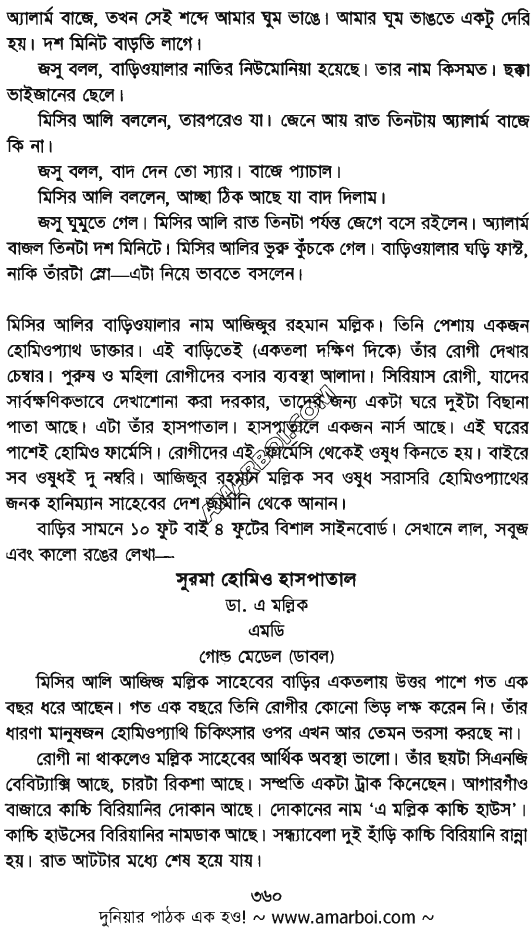 অ্যালার্ম বাজে, তখন সেই শব্দে আমার ঘুম ভাঙে। আমার ঘুম ভাঙতে একটু দেরি
হয়। দশ মিনিট বাড়তি লাগে।
জসু বলল, বাড়িওয়ালার নাতির নিউমোনিয়া হয়েছে। তার নাম কিসমত। ছক্কা
ভাইজানের ছেলে।
মিসির আলি বললেন, তারপরেও যা। জেনে আয় রাত তিনটায় অ্যালার্ম বাজে
কি না।
জসু বলল, বাদ দেন তো স্যার। বাজে প্যাচাল।
মিসির আলি বললেন, আচ্ছা ঠিক আছে যা বাদ দিলাম।
জসু ঘুমুতে গেল। মিসির আলি রাত তিনটা পর্যন্ত জেগে বসে রইলেন। অ্যালার্ম
বাজল তিনটা দশ মিনিটে। মিসির আলির ভুরু কুঁচকে গেল। বাড়িওয়ালার ঘড়ি ফাস্ট,
নাকি তাঁরটা স্লো—এটা নিয়ে ভাবতে বসলেন।
মিসির আলির বাড়িওয়ালার নাম আজিজুর রহমান মল্লিক। তিনি পেশায় একজন
হোমিওপ্যাথ ডাক্তার। এই বাড়িতেই (একতলা দক্ষিণ দিকে) তাঁর রোগী দেখার
চেম্বার। পুরুষ ও মহিলা রোগীদের বসার ব্যবস্থা আলাদা। সিরিয়াস রোগী, যাদের
সার্বক্ষণিকভাবে দেখাশোনা করা দরকার, তাদের জন্য একটা ঘরে দুইটা বিছানা
পাতা আছে। এটা তাঁর হাসপাতাল। হাসপাতালে একজন নার্স আছে। এই ঘরের
পাশেই হোমিও ফার্মেসি। রোগীদের এই ফার্মেসি থেকেই ওষুধ কিনতে হয়। বাইরে
সব ওষুধই দু নম্বরি। আজিজুর রহমান মল্লিক সব ওষুধ সরাসরি হোমিওপ্যাথের
জনক হানিম্যান সাহেবের দেশ জার্মানি থেকে আনান।
বাড়ির সামনে ১০ ফুট বাই ৪ ফুটের বিশাল সাইনবোর্ড। সেখানে লাল, সবুজ
এবং কালো রঙের লেখা—
সুরমা হোমিও হাসপাতাল
ডা. এ মল্লিক
এমডি
গোল্ড মেডেল (ডাবল)
মিসির আলি আজিজ মল্লিক সাহেবের বাড়ির একতলায় উত্তর পাশে গত এক
বছর ধরে আছেন। গত এক বছরে তিনি রোগীর কোনো ভিড় লক্ষ করেন নি। তাঁর
ধারণা মানুষজন হোমিওপ্যাথি চিকিৎসার ওপর এখন আর তেমন ভরসা করছে না।
রোগী না থাকলেও মল্লিক সাহেবের আর্থিক অবস্থা ভালো। তাঁর ছয়টা সিএনজি
বেবিট্যাক্সি আছে, চারটা রিকশা আছে। সম্প্রতি একটা ট্রাক কিনেছেন। আগারগাঁও
বাজারে কাচ্চি বিরিয়ানির দোকান আছে। দোকানের নাম ‘এ মল্লিক কাচ্চি হাউস’।
কাচ্চি হাউসের বিরিয়ানির নামডাক আছে। সন্ধ্যাবেলা দুই হাঁড়ি কাচ্চি বিরিয়ানি রান্না
হয়। রাত আটটার মধ্যে শেষ হয়ে যায়।
AMARBOI.COM
৩৬০
দুনিয়ার পাঠক এক হও! ~ www.amarboi.com ~